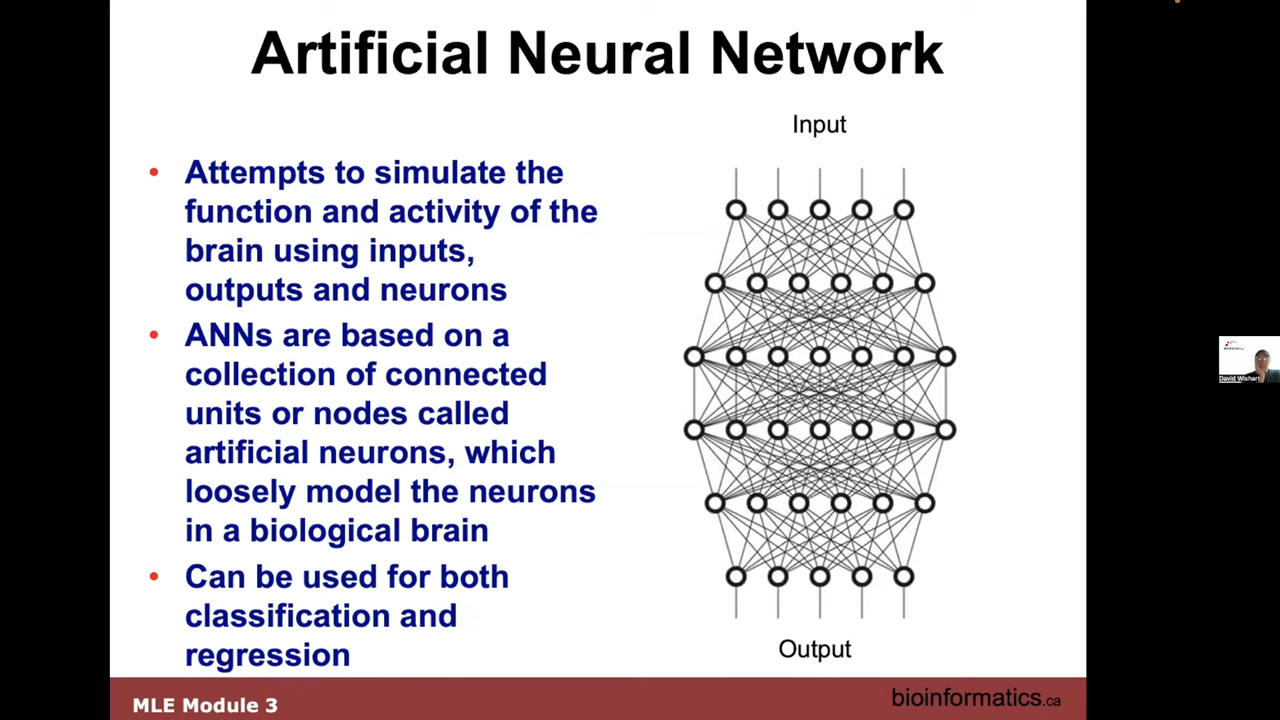 Artificial Neural Network
Input
• Attempts to simulate the
function and activity of the
brain using inputs,
outputs and neurons
• ANNs are based on a
collection of connected
units or nodes called
artificial neurons, which
loosely model the neurons
in a biological brain
• Can be used for both
classification and
regression
Output
David Wishart
MLE Module 3
bioinformatics.ca